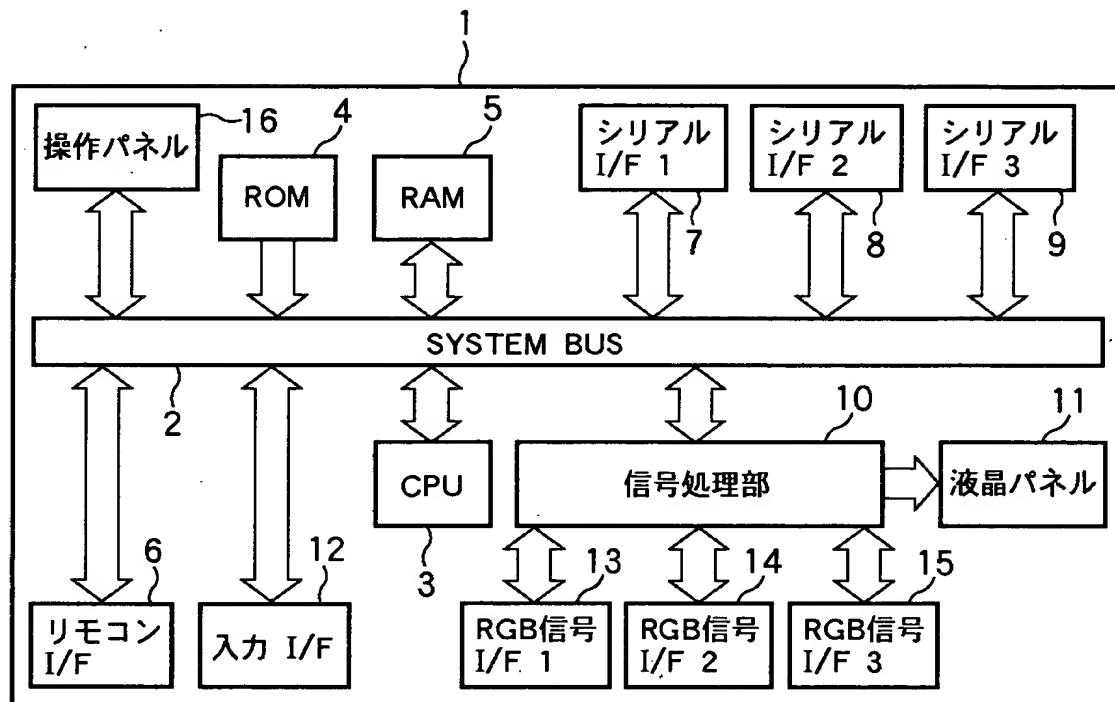 1
操作パネル
16
ROM
4
RAM
5
シリアル
I/F 1
7
シリアル
I/F 2
8
シリアル
I/F 3
9
SYSTEM BUS
2
CPU
3
信号処理部
10
液晶パネル
11
リモコン
I/F
6
入力 I/F
12
RGB信号
I/F 1
13
RGB信号
I/F 2
14
RGB信号
I/F 3
15